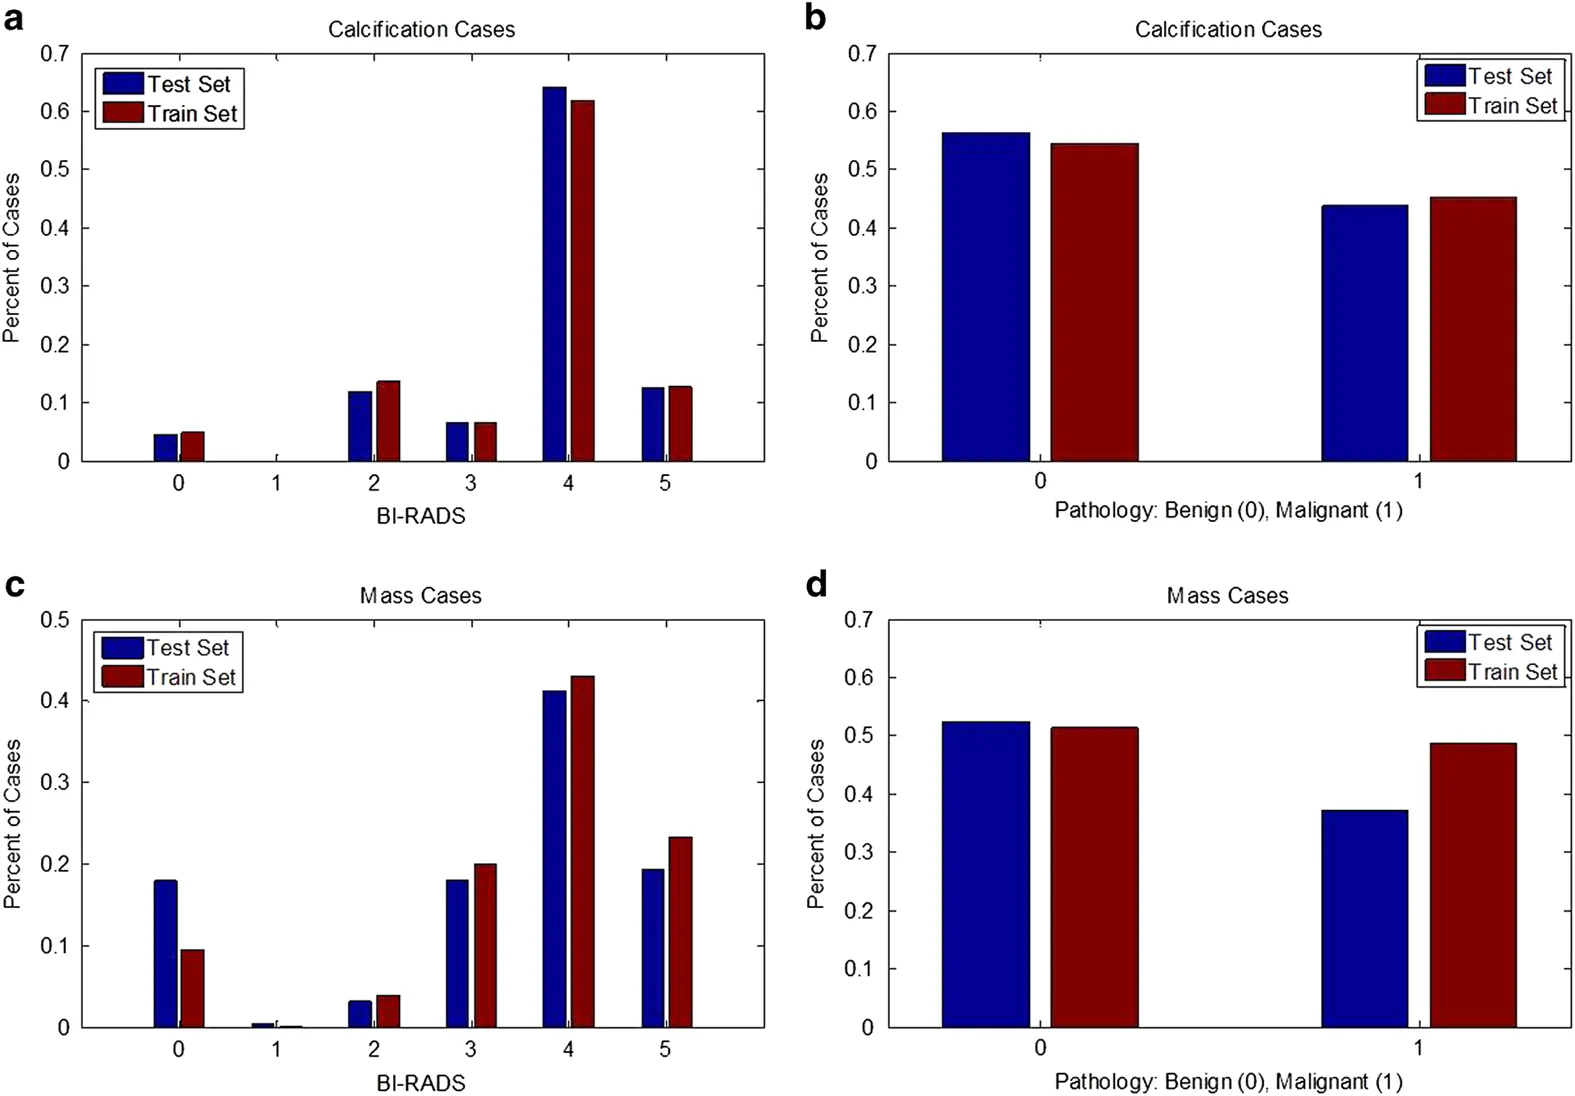 a
Calcification Cases
0.7
0.6
0.5
0.4
0.3
0.2
0.1
0
Percent of Cases
Test Set
Train Set
0 1 2 3 4 5
BI-RADS
b
Calcification Cases
0.7
0.6
0.5
0.4
0.3
0.2
0.1
0
Percent of Cases
Test Set
Train Set
0 1
Pathology: Benign (0), Malignant (1)
c
Mass Cases
0.5
0.4
0.3
0.2
0.1
0
Percent of Cases
Test Set
Train Set
0 1 2 3 4 5
BI-RADS
d
Mass Cases
0.7
0.6
0.5
0.4
0.3
0.2
0.1
0
Percent of Cases
Test Set
Train Set
0 1
Pathology: Benign (0), Malignant (1)